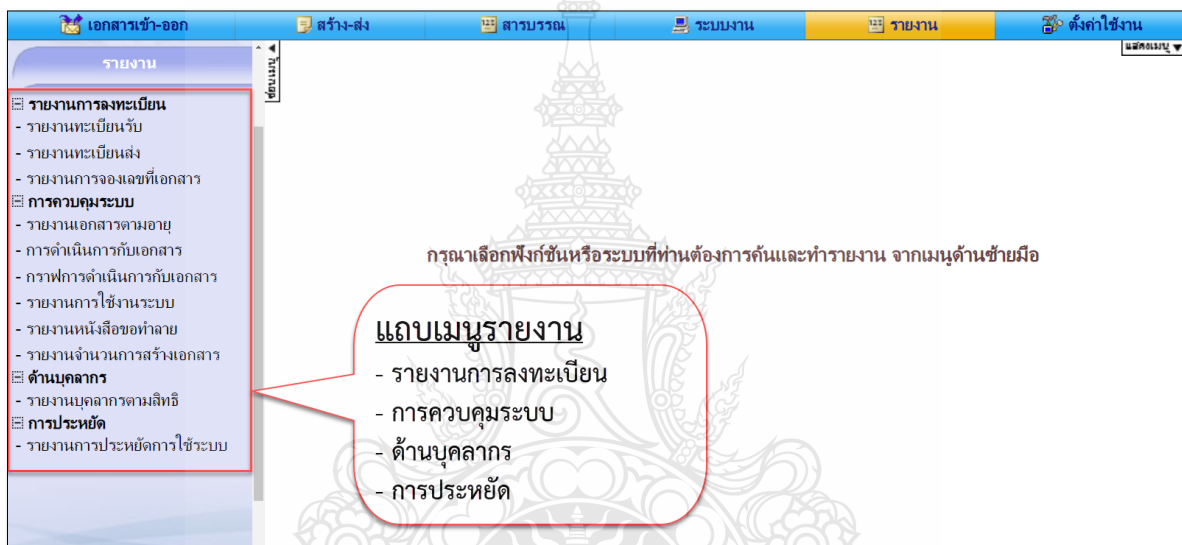 เอกสารเข้า-ออก สร้าง-ส่ง สารบรรณ ระบบงาน รายงาน ตั้งค่าใช้งาน
แสดงเมนู
ซ่อนเมนู
รายงาน
รายงานการลงทะเบียน
- รายงานทะเบียนรับ
- รายงานทะเบียนส่ง
- รายงานการจองเลขที่เอกสาร
การควบคุมระบบ
- รายงานเอกสารตามอายุ
- การดำเนินการกับเอกสาร
- กราฟการดำเนินการกับเอกสาร
- รายงานการใช้งานระบบ
- รายงานหนังสือขอทำลาย
- รายงานจำนวนการสร้างเอกสาร
ด้านบุคลากร
- รายงานบุคลากรตามสิทธิ
การประหยัด
- รายงานการประหยัดการใช้ระบบ
กรุณาเลือกฟังก์ชันหรือระบบที่ท่านต้องการค้นและทำรายงาน จากเมนูด้านซ้ายมือ
แถบเมนูรายงาน
- รายงานการลงทะเบียน
- การควบคุมระบบ
- ด้านบุคลากร
- การประหยัด